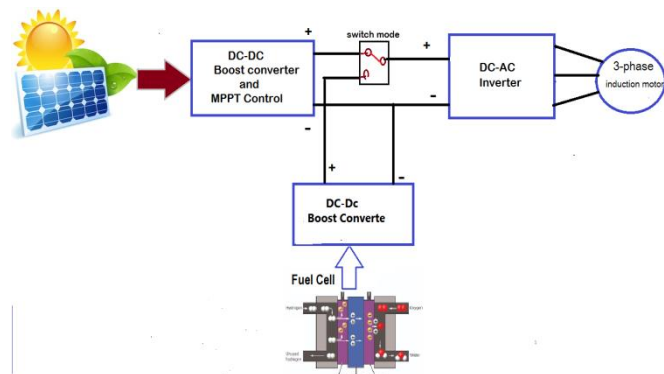 +
switch mode
+
DC-DC
Boost converter
and
MPPT Control
DC-AC
Inverter
3-phase
induction motor
-
-
+
-
DC-Dc
Boost Converte
Fuel Cell